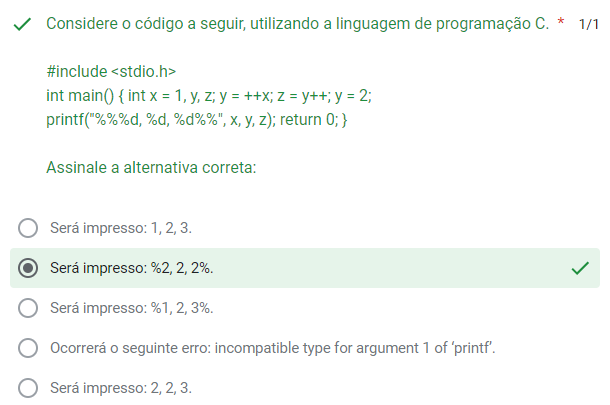 Considere o código a seguir, utilizando a linguagem de programação C. * 1/1
#include <stdio.h>
int main() { int x = 1, y, z; y = ++x; z = y++; y = 2;
printf("%%%d, %d, %d%%", x, y, z); return 0; }
Assinale a alternativa correta:
Será impresso: 1, 2, 3.
Será impresso: %2, 2, 2%.
Será impresso: %1, 2, 3%.
Ocorrerá o seguinte erro: incompatible type for argument 1 of ‘printf’.
Será impresso: 2, 2, 3.